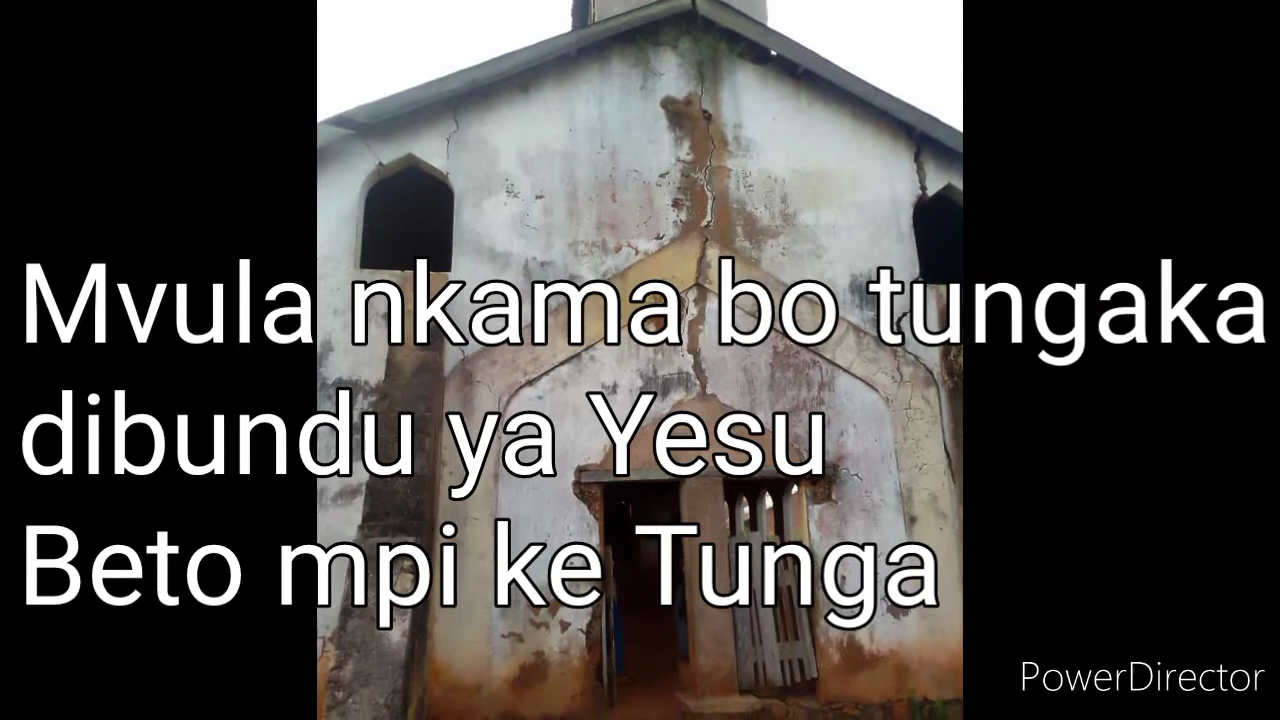 Mvula nkama bo tungaka
dibundu ya Yesu
Beto mpi ke Tunga
PowerDirector